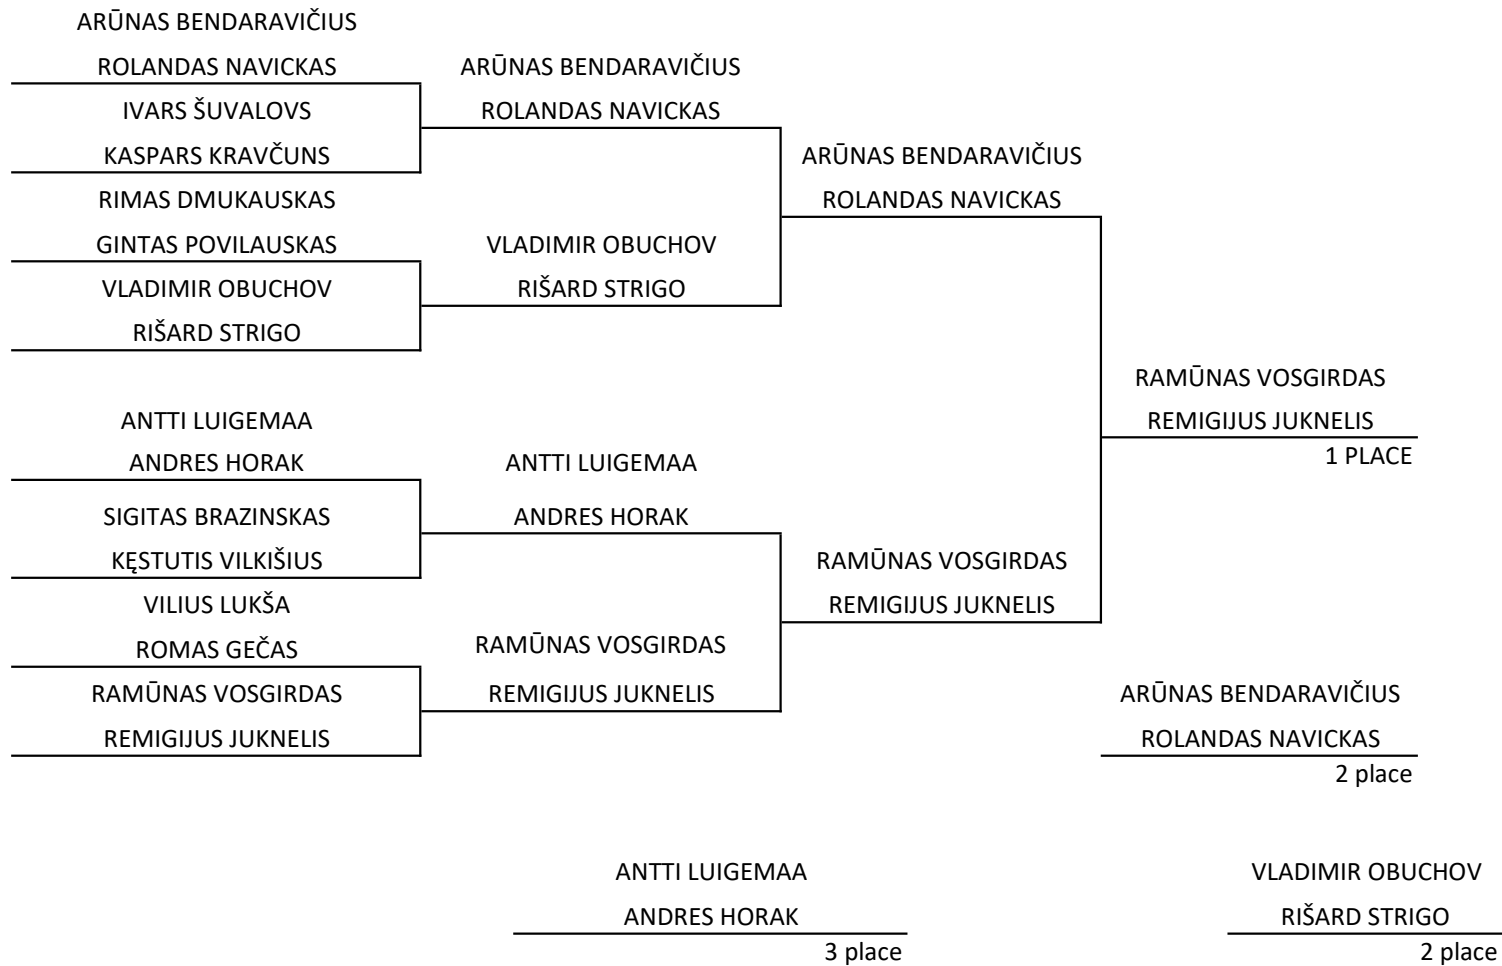 ARŪNAS BENDARAVIČIUS
ROLANDAS NAVICKAS
IVARS ŠUVALOVS
KASPARS KRAVČUNS
RIMAS DMUKAUSKAS
GINTAS POVILAUSKAS
VLADIMIR OBUCHOV
RIŠARD STRIGO
ANTTI LUIGEMAA
ANDRES HORAK
SIGITAS BRAZINSKAS
KĘSTUTIS VILKIŠIUS
VILIUS LUKŠA
ROMAS GEČAS
RAMŪNAS VOSGIRDAS
REMIGIJUS JUKNELIS
ARŪNAS BENDARAVIČIUS
ROLANDAS NAVICKAS
VLADIMIR OBUCHOV
RIŠARD STRIGO
ANTTI LUIGEMAA
ANDRES HORAK
RAMŪNAS VOSGIRDAS
REMIGIJUS JUKNELIS
ARŪNAS BENDARAVIČIUS
ROLANDAS NAVICKAS
RAMŪNAS VOSGIRDAS
REMIGIJUS JUKNELIS
RAMŪNAS VOSGIRDAS
REMIGIJUS JUKNELIS
1 PLACE
ARŪNAS BENDARAVIČIUS
ROLANDAS NAVICKAS
2 place
ANTTI LUIGEMAA
ANDRES HORAK
3 place
VLADIMIR OBUCHOV
RIŠARD STRIGO
2 place